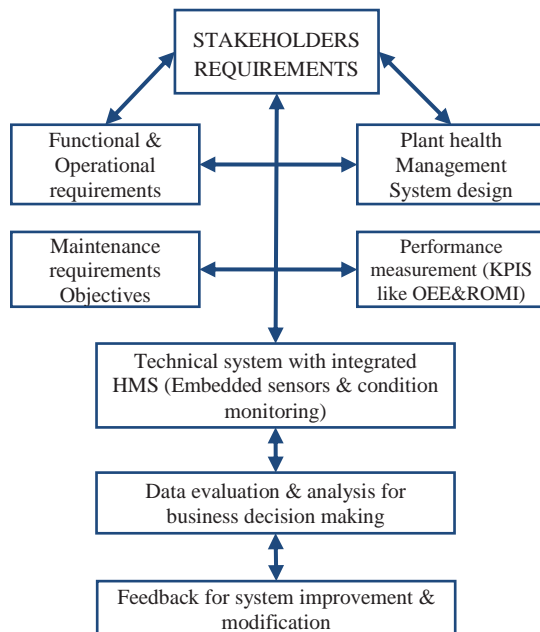 STAKEHOLDERS
REQUIREMENTS
Functional &
Operational
requirements
Plant health
Management
System design
Maintenance
requirements
Objectives
Performance
measurement (KPIS
like OEE&ROMI)
Technical system with integrated
HMS (Embedded sensors & condition
monitoring)
Data evaluation & analysis for
business decision making
Feedback for system improvement &
modification